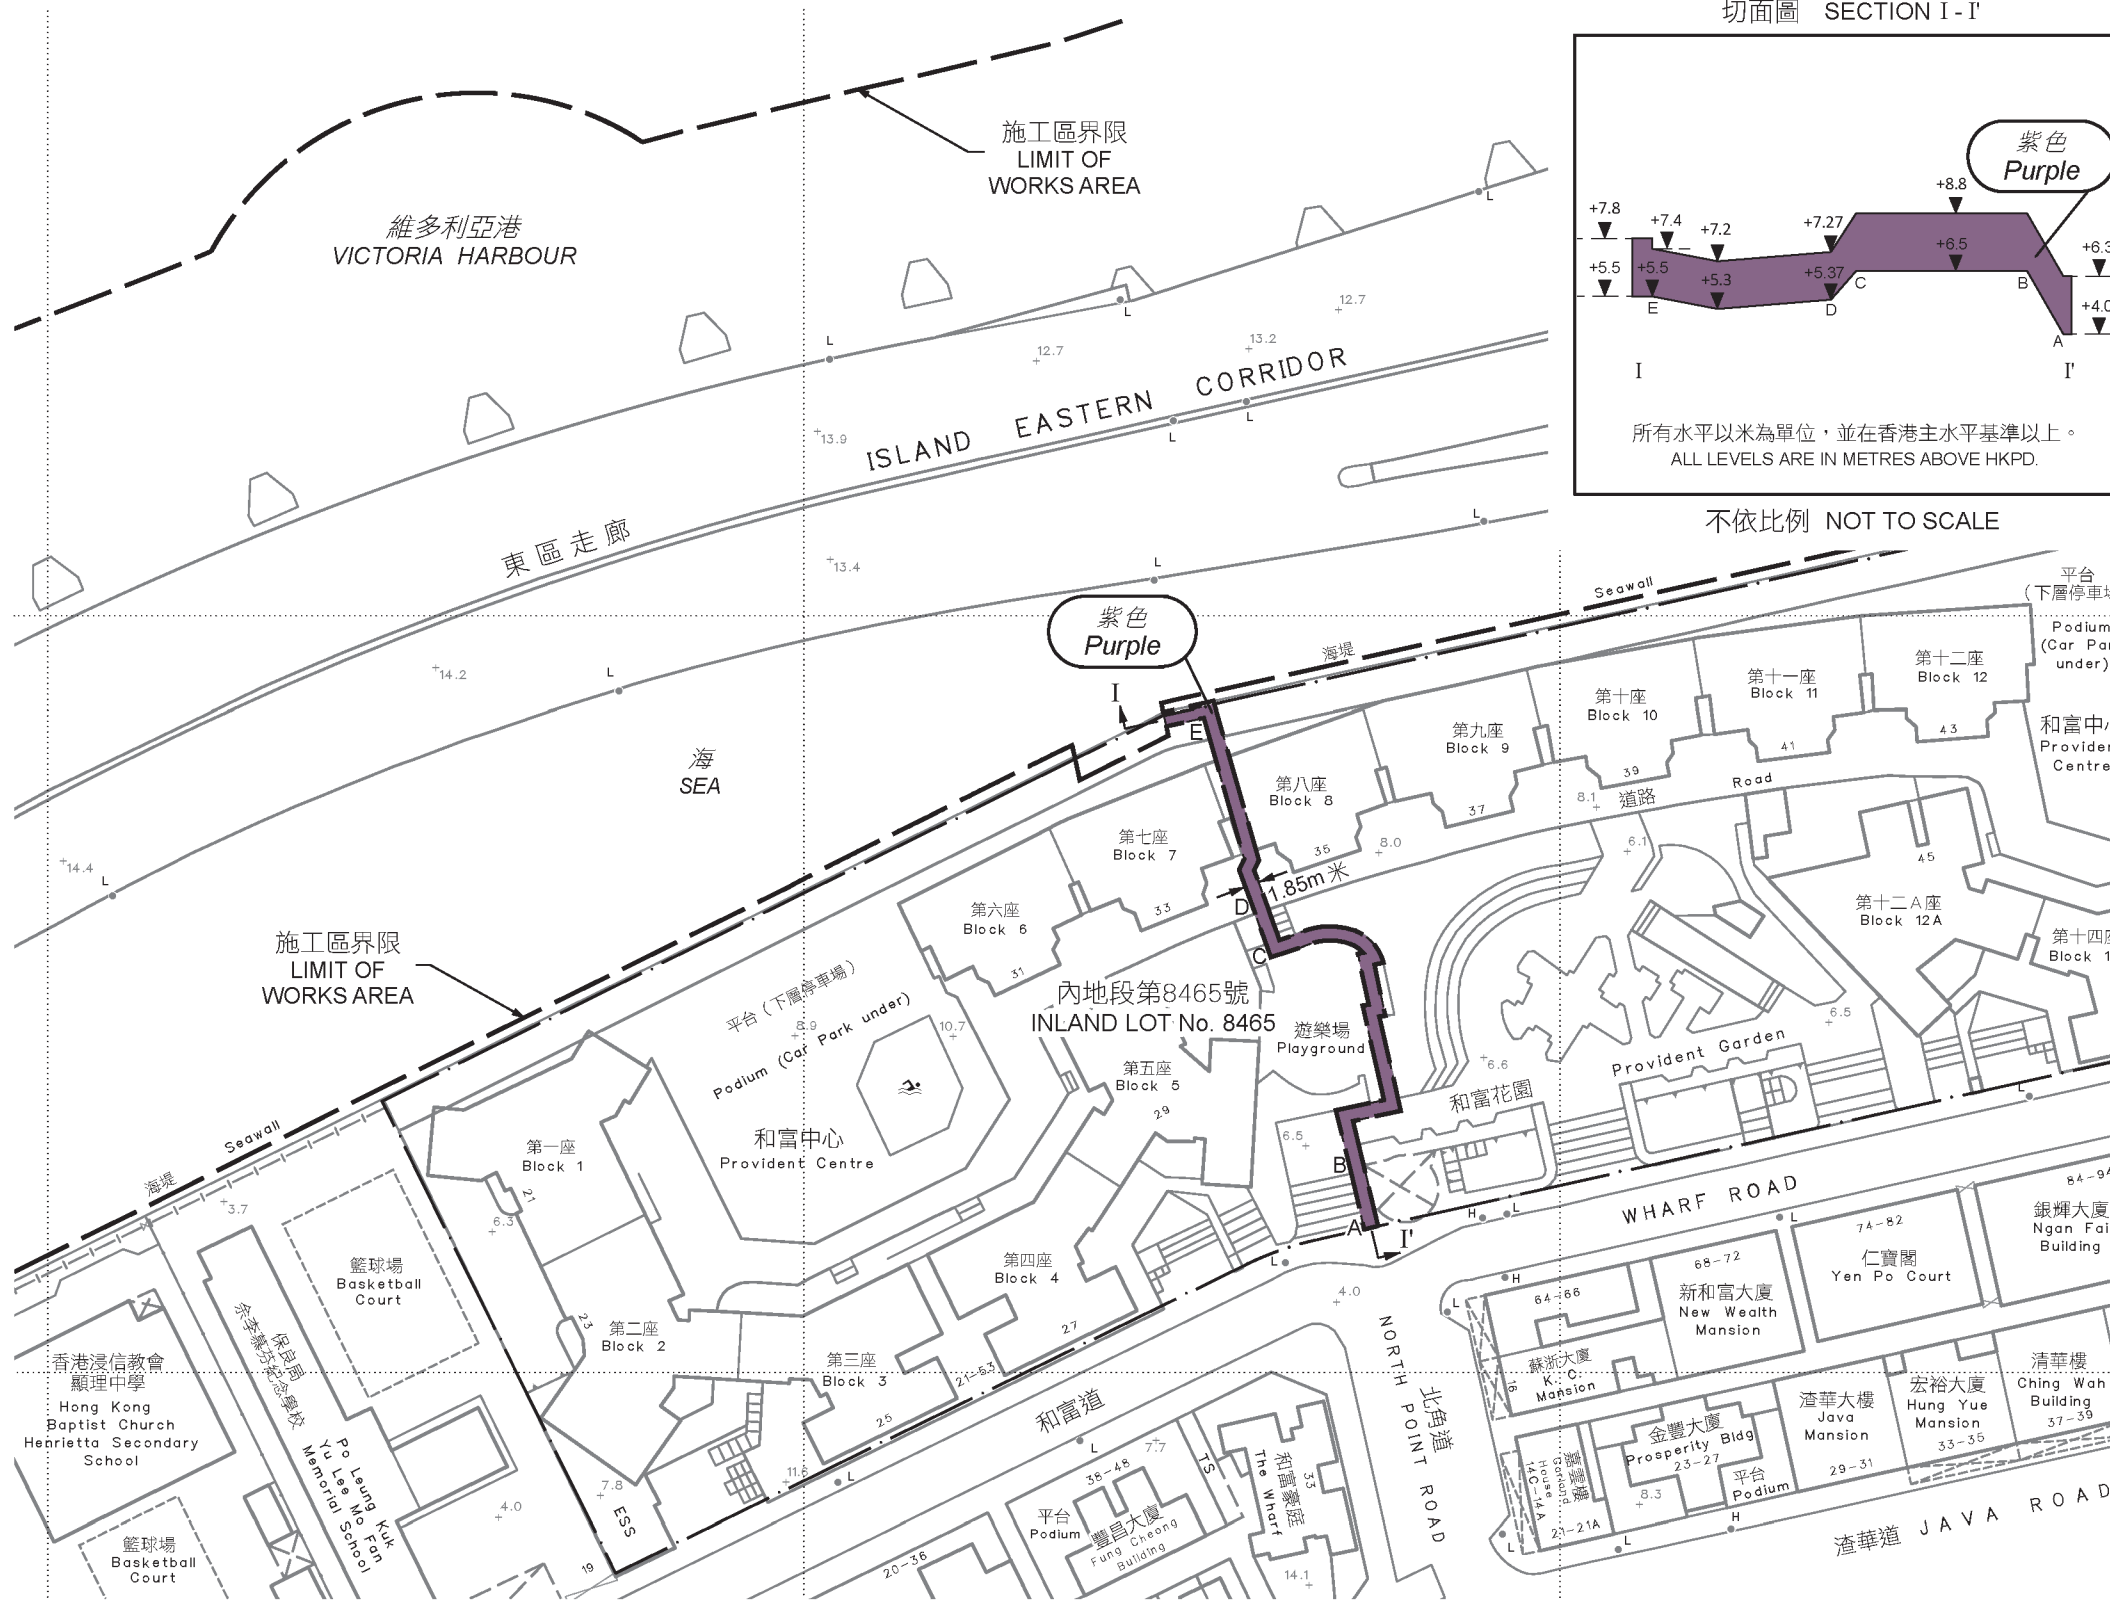 切面圖 SECTION I - I'
紫色
Purple
+8.8
+7.8
+7.4
+7.2
+7.27
+6.3
+5.5
+5.5
+5.3
+5.37
+6.5
+4.0
E
D
C
B
A
I
I'
所有水平以米為單位，並在香港主水平基準以上。
ALL LEVELS ARE IN METRES ABOVE HKPD.
不依比例 NOT TO SCALE
施工區界限
LIMIT OF
WORKS AREA
維多利亞港
VICTORIA HARBOUR
L
L
L
12.7
12.7
13.2
13.9
ISLAND EASTERN CORRIDOR
L
L
東區走廊
13.4
L
L
14.2
L
14.4
L
海
SEA
紫色
Purple
海堤
Seawall
I
E
平台
(下層停車場
Podium
(Car Par
under)
第十二座
Block 12
43
第十一座
Block 11
41
第十座
Block 10
39
第九座
Block 9
37
第八座
Block 8
35
第七座
Block 7
33
第六座
Block 6
31
和富中心
Provider
Centre
8.1
道路
Road
8.0
6.1
45
1.85m 米
D
C
第十二A座
Block 12A
第十四座
Block 1
施工區界限
LIMIT OF
WORKS AREA
平台（下層停車場）
8.9
Podium (Car Park under)
10.7
內地段第8465號
INLAND LOT No. 8465
遊樂場
Playground
第五座
Block 5
29
6.5
6.6
Provident Garden
和富花園
6.5
B
A
I'
H
L
L
海堤
Seawall
3.7
第一座
Block 1
21
6.3
和富中心
Provident Centre
第四座
Block 4
27
L
籃球場
Basketball
Court
23
第二座
Block 2
第三座
Block 3
25
21-53
4.0
WHARF ROAD
L
84-94
銀輝大廈
Ngan Fai
Building
74-82
仁寶閣
Yen Po Court
68-72
新和富大廈
New Wealth
Mansion
H
L
64-66
蘇浙大廈
K. C.
Mansion
16
香港浸信教會
顯理中學
Hong Kong
Baptist Church
Henrietta Secondary
School
保良局
余李慕芬紀念學校
Po Leung Kuk
Yu Lee Mo Fan
Memorial School
籃球場
Basketball
Court
4.0
7.8
ESS
19
11.6
L
和富道
L
7.7
TS
38-48
平台
Podium
豐昌大廈
Fung Cheong
Building
20-36
和富豪庭
The Wharf
33
14.1
北角道
NORTH POINT ROAD
嘉蘭樓
Garland
House
14C-14A
21-21A
金豐大廈
Prosperity Bldg
23-27
平台
Podium
8.3
渣華大樓
Java
Mansion
29-31
宏裕大廈
Hung Yue
Mansion
33-35
清華樓
Ching Wah
Building
37-39
L
L
H
渣華道 JAVA ROAD